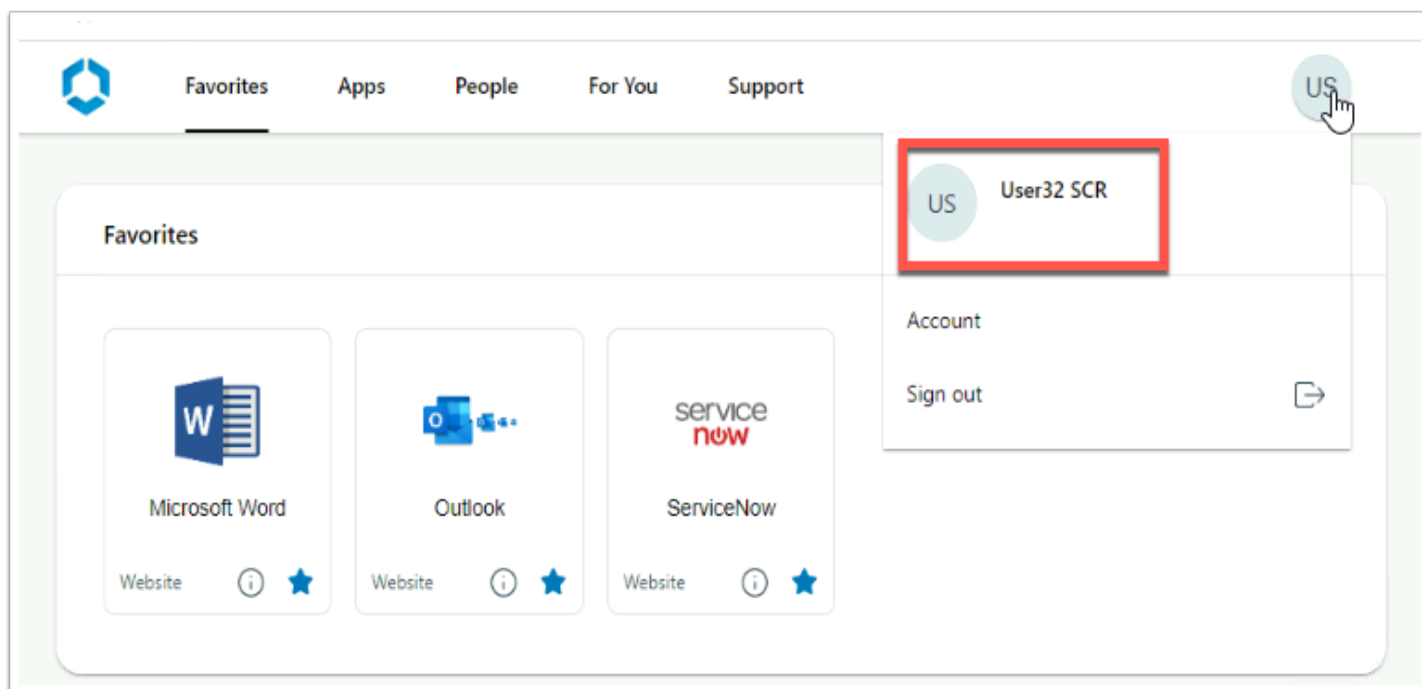 Favorites Apps People For You Support US
US User32 SCR
Account
Sign out
Favorites
W
Microsoft Word
Website
O
Outlook
Website
service
now
ServiceNow
Website